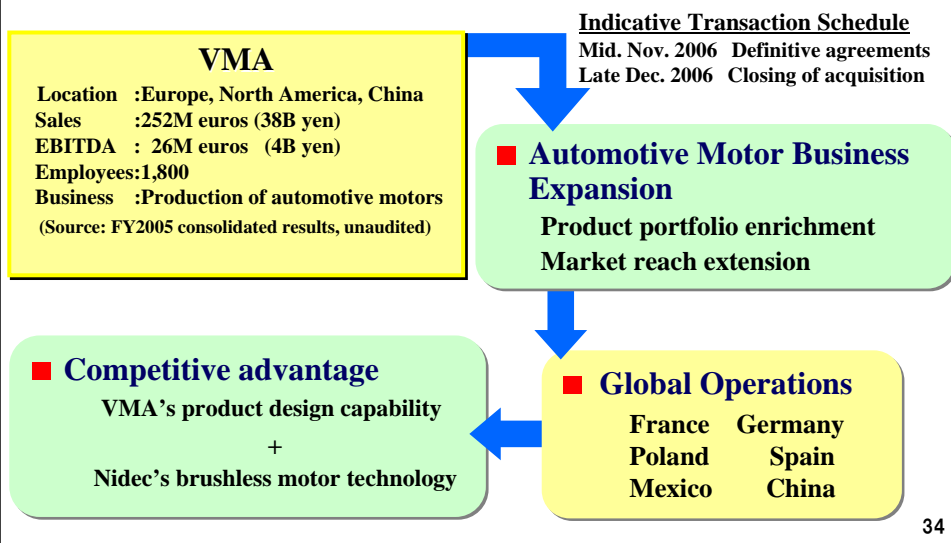 Indicative Transaction Schedule
Mid. Nov. 2006 Definitive agreements
Late Dec. 2006 Closing of acquisition
VMA
Location :Europe, North America, China
Sales :252M euros (38B yen)
EBITDA : 26M euros (4B yen)
Employees:1,800
Business :Production of automotive motors
(Source: FY2005 consolidated results, unaudited)
Automotive Motor Business
Expansion
Product portfolio enrichment
Market reach extension
Global Operations
France Germany
Poland Spain
Mexico China
Competitive advantage
VMA’s product design capability
+
Nidec’s brushless motor technology
34